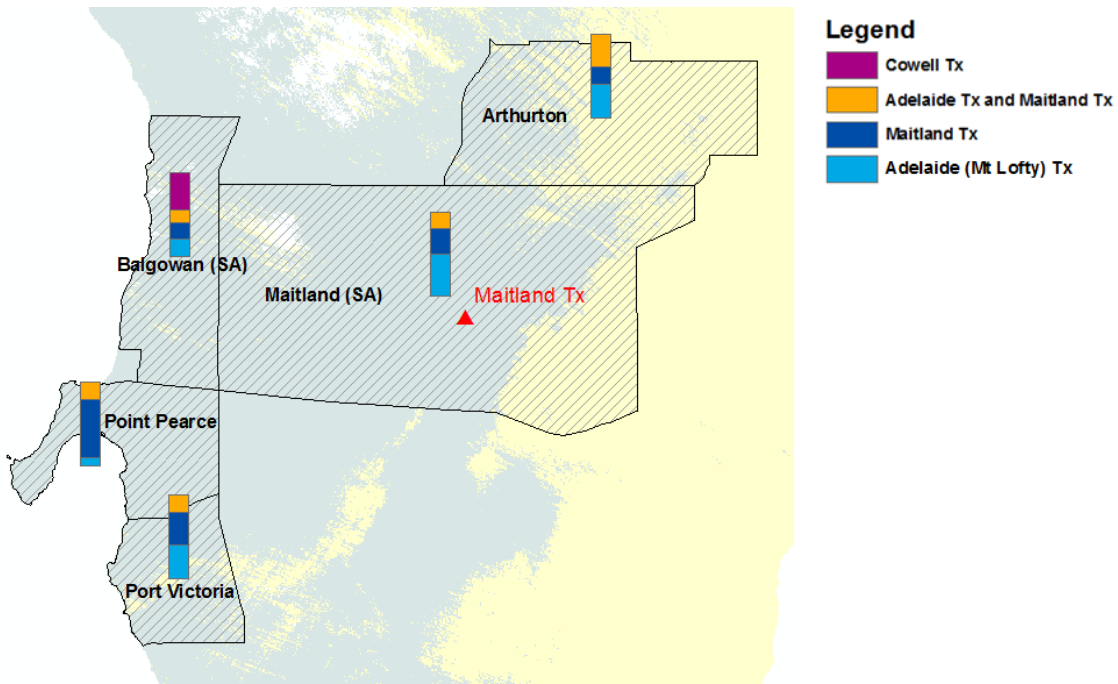 Legend
Cowell Tx
Adelaide Tx and Maitland Tx
Maitland Tx
Adelaide (Mt Lofty) Tx
Arthurton
Balgowan (SA)
Maitland (SA)
Maitland Tx
Point Pearce
Port Victoria